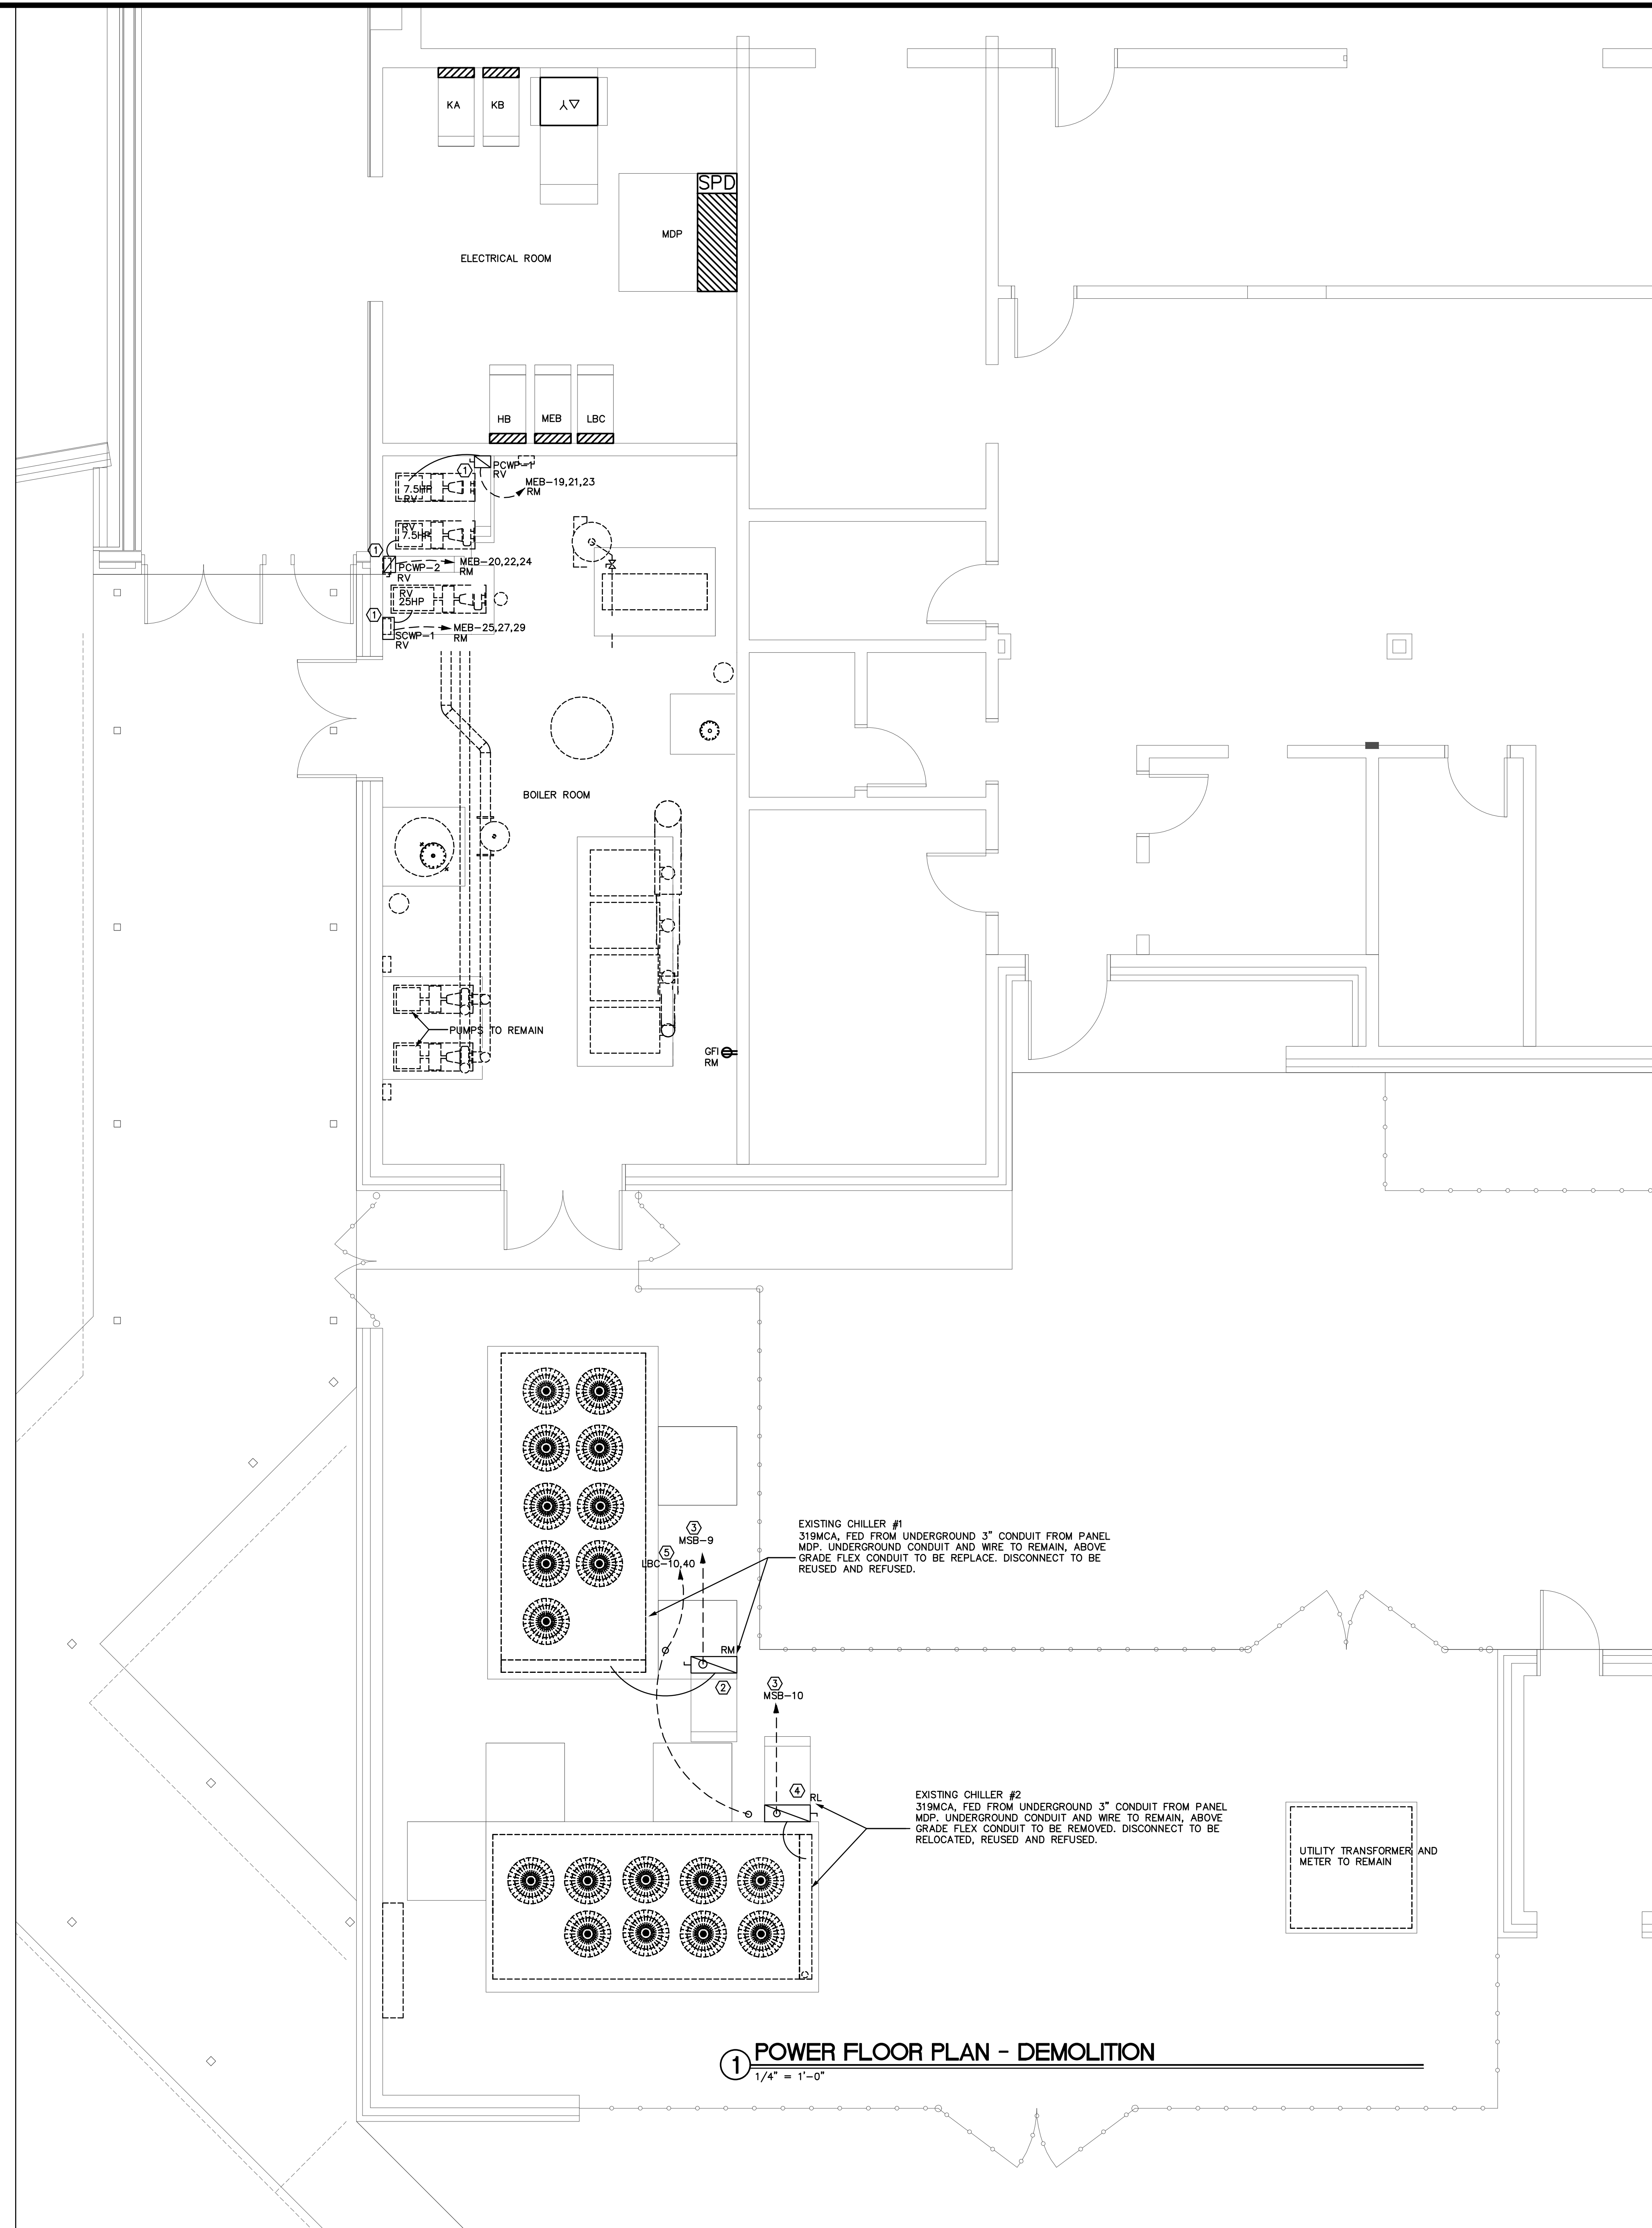 KA
KB
SPD
MDP
ELECTRICAL ROOM
HB
MEB
LBC
1
PCWP-1
RV
7.5HP
RV
MEB-19,21,23
RM
RV
7.5HP
1
PCWP-2
RV
MEB-20,22,24
RM
RV
25HP
1
SCWP-1
RV
MEB-25,27,29
RM
BOILER ROOM
PUMPS TO REMAIN
GFI
RM
3
MSB-9
5
LBC-10,40
EXISTING CHILLER #1
319MCA, FED FROM UNDERGROUND 3" CONDUIT FROM PANEL
MDP. UNDERGROUND CONDUIT AND WIRE TO REMAIN, ABOVE
GRADE FLEX CONDUIT TO BE REPLACE. DISCONNECT TO BE
REUSED AND REFUSED.
RM
2
3
MSB-10
4
RL
EXISTING CHILLER #2
319MCA, FED FROM UNDERGROUND 3" CONDUIT FROM PANEL
MDP. UNDERGROUND CONDUIT AND WIRE TO REMAIN, ABOVE
GRADE FLEX CONDUIT TO BE REMOVED. DISCONNECT TO BE
RELOCATED, REUSED AND REFUSED.
UTILITY TRANSFORMER AND
METER TO REMAIN
1
POWER FLOOR PLAN - DEMOLITION
1/4" = 1'-0"